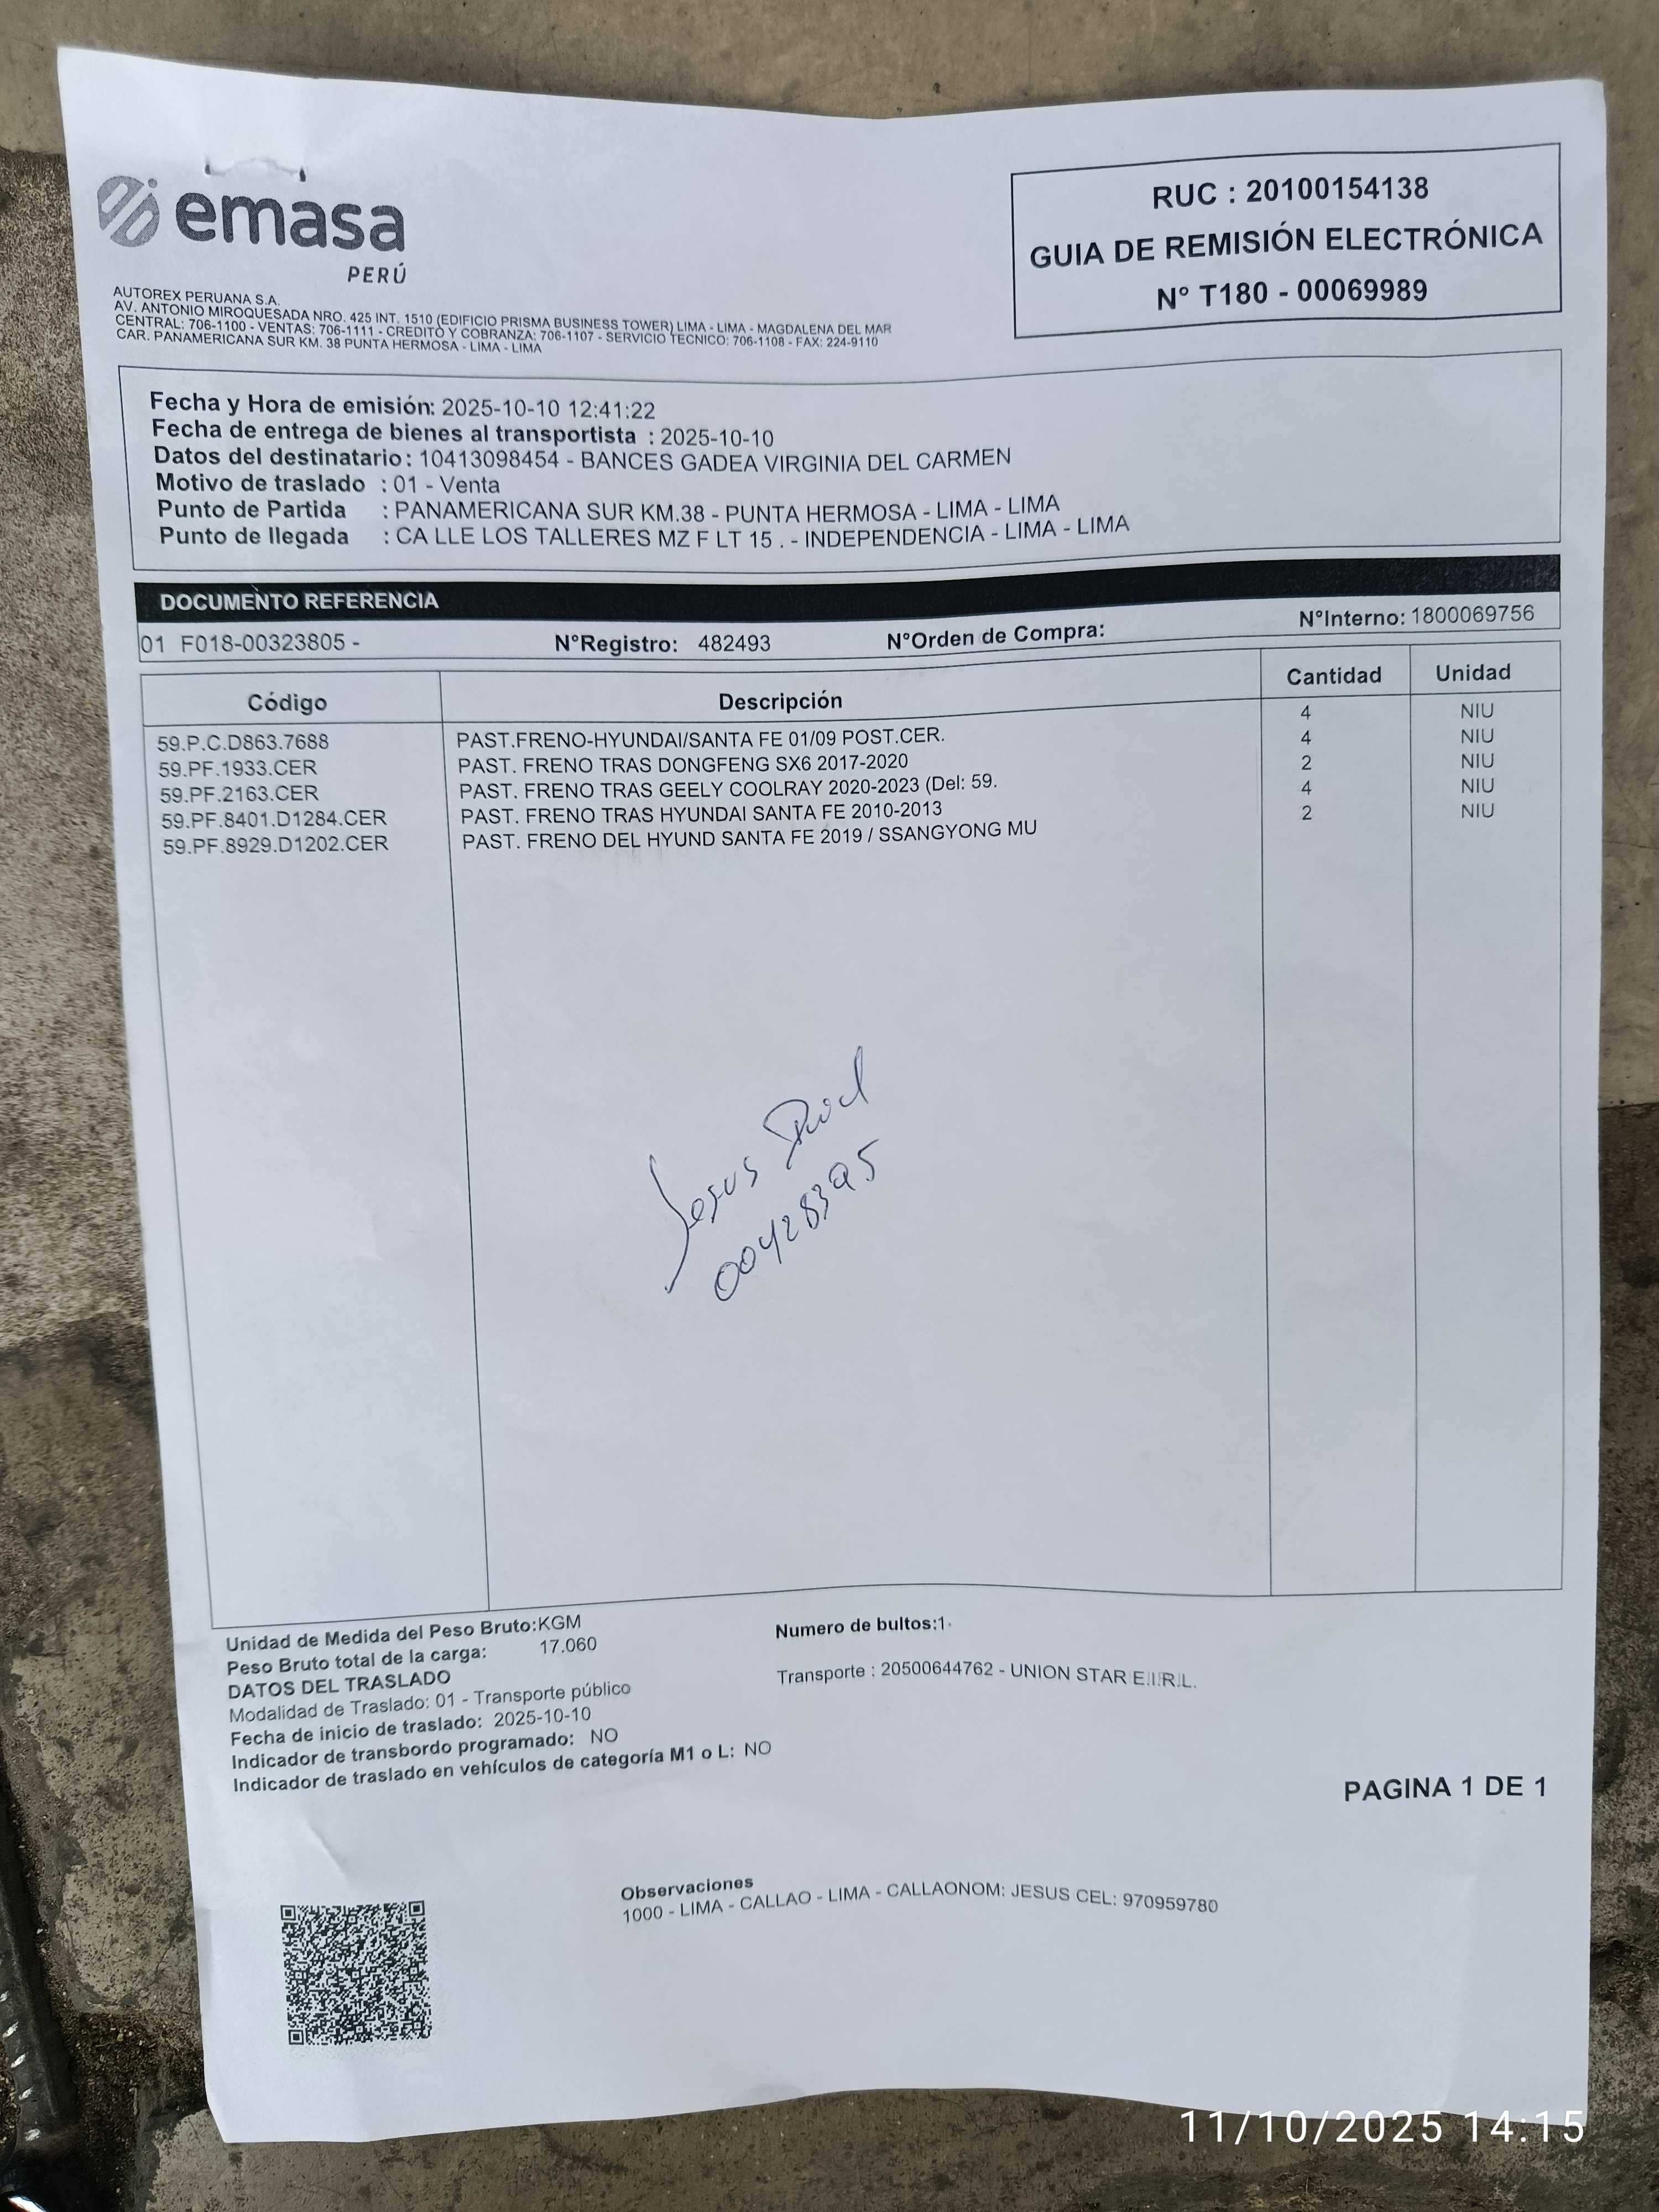 emasa
PERÚ
AUTOREX PERUANA S.A.
AV. ANTONIO MIROQUESADA NRO. 425 INT. 1510 (EDIFICIO PRISMA BUSINESS TOWER) LIMA - LIMA - MAGDALENA DEL MAR
CENTRAL: 706-1100 - VENTAS: 706-1111 - CREDITO Y COBRANZA: 706-1107 - SERVICIO TECNICO: 706-1108 - FAX: 224-9110
CAR. PANAMERICANA SUR KM. 38 PUNTA HERMOSA - LIMA - LIMA
RUC : 20100154138
GUIA DE REMISIÓN ELECTRÓNICA
N° T180 - 00069989
Fecha y Hora de emisión: 2025-10-10 12:41:22
Fecha de entrega de bienes al transportista : 2025-10-10
Datos del destinatario: 10413098454 - BANCES GADEA VIRGINIA DEL CARMEN
Motivo de traslado : 01 - Venta
Punto de Partida : PANAMERICANA SUR KM.38 - PUNTA HERMOSA - LIMA - LIMA
Punto de llegada : CA LLE LOS TALLERES MZ F LT 15 . - INDEPENDENCIA - LIMA - LIMA
DOCUMENTO REFERENCIA
01 F018-00323805 - N°Registro: 482493 N°Orden de Compra: N°Interno: 1800069756
Código Descripción Cantidad Unidad
59.P.C.D863.7688 PAST.FRENO-HYUNDAI/SANTA FE 01/09 POST.CER. 4 NIU
59.PF.1933.CER PAST. FRENO TRAS DONGFENG SX6 2017-2020 4 NIU
59.PF.2163.CER PAST. FRENO TRAS GEELY COOLRAY 2020-2023 (Del: 59. 2 NIU
59.PF.8401.D1284.CER PAST. FRENO TRAS HYUNDAI SANTA FE 2010-2013 4 NIU
59.PF.8929.D1202.CER PAST. FRENO DEL HYUND SANTA FE 2019 / SSANGYONG MU 2 NIU
Jesus
00428395
Unidad de Medida del Peso Bruto:KGM
Peso Bruto total de la carga: 17.060
DATOS DEL TRASLADO
Modalidad de Traslado: 01 - Transporte público
Fecha de inicio de traslado: 2025-10-10
Indicador de transbordo programado: NO
Indicador de traslado en vehículos de categoría M1 o L: NO
Numero de bultos:1
Transporte : 20500644762 - UNION STAR E.I.R.L.
PAGINA 1 DE 1
Observaciones
1000 - LIMA - CALLAO - LIMA - CALLAONOM: JESUS CEL: 970959780
11/10/2025 14:15